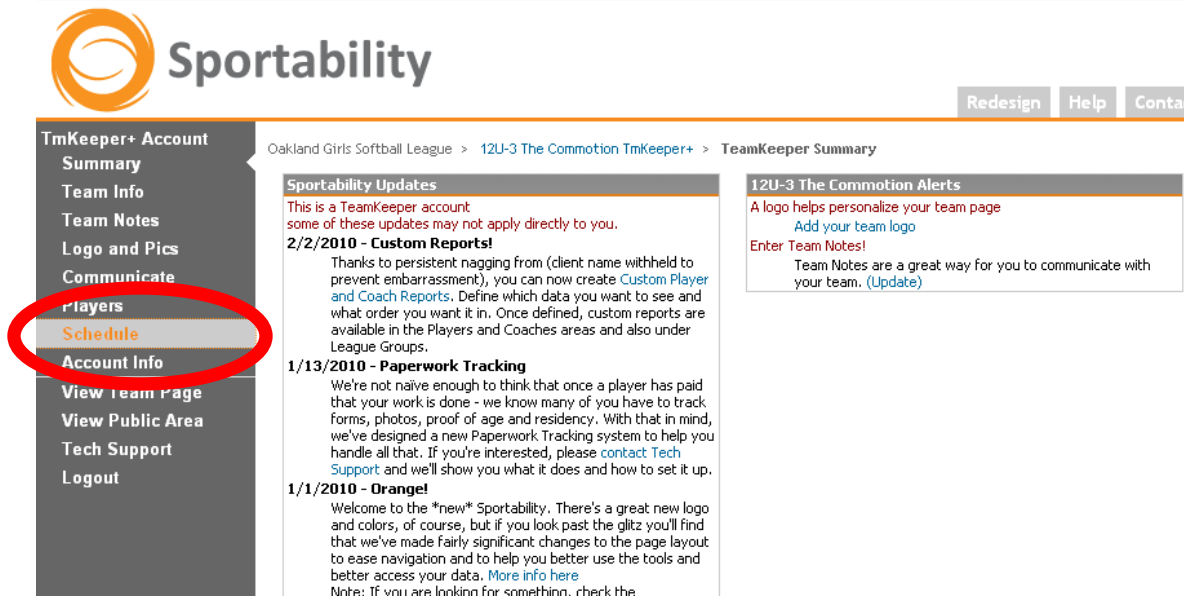 Sportability
Redesign Help Conta
TmKeeper+ Account
Summary
Team Info
Team Notes
Logo and Pics
Communicate
Players
Schedule
Account Info
View Team Page
View Public Area
Tech Support
Logout
Oakland Girls Softball League > 12U-3 The Commotion TmKeeper+ > TeamKeeper Summary
Sportability Updates
This is a TeamKeeper account
some of these updates may not apply directly to you.
2/2/2010 - Custom Reports!
Thanks to persistent nagging from (client name withheld to
prevent embarrassment), you can now create Custom Player
and Coach Reports. Define which data you want to see and
what order you want it in. Once defined, custom reports are
available in the Players and Coaches areas and also under
League Groups.
1/13/2010 - Paperwork Tracking
We're not naïve enough to think that once a player has paid
that your work is done - we know many of you have to track
forms, photos, proof of age and residency. With that in mind,
we've designed a new Paperwork Tracking system to help you
handle all that. If you're interested, please contact Tech
Support and we'll show you what it does and how to set it up.
1/1/2010 - Orange!
Welcome to the *new* Sportability. There's a great new logo
and colors, of course, but if you look past the glitz you'll find
that we've made fairly significant changes to the page layout
to ease navigation and to help you better use the tools and
better access your data. More info here
Note: If you are looking for something, check the
12U-3 The Commotion Alerts
A logo helps personalize your team page
Add your team logo
Enter Team Notes!
Team Notes are a great way for you to communicate with
your team. (Update)